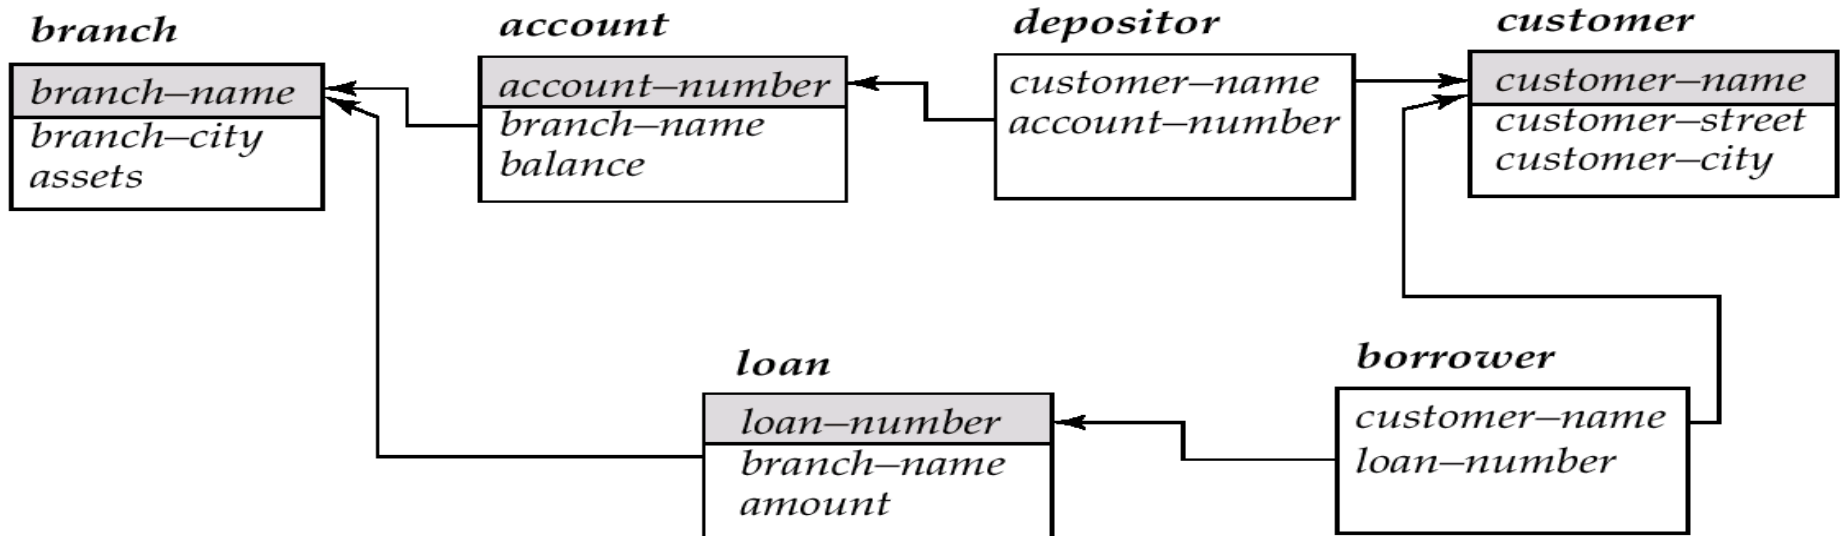 branch
branch–name
branch–city
assets
account
account–number
branch–name
balance
depositor
customer–name
account–number
customer
customer–name
customer–street
customer–city
loan
loan–number
branch–name
amount
borrower
customer–name
loan–number